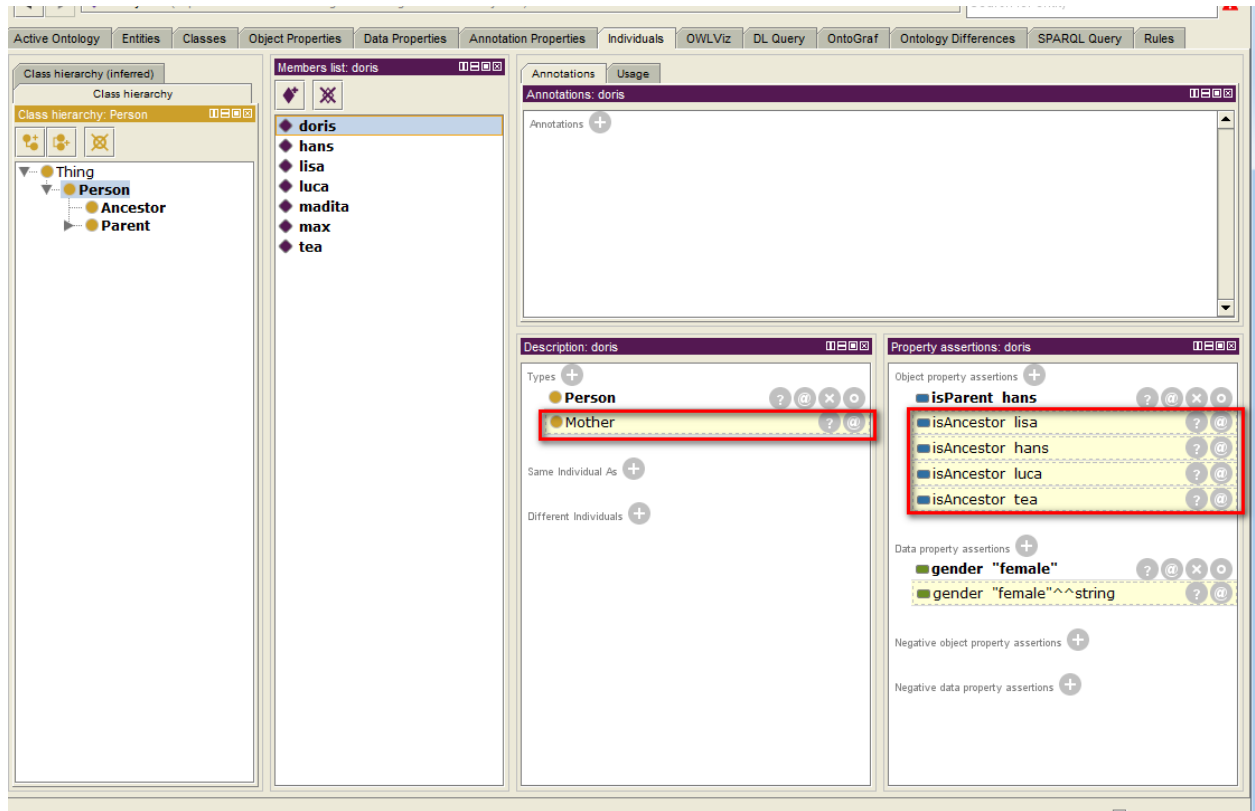 Active Ontology Entities Classes Object Properties Data Properties Annotation Properties Individuals OWLViz DL Query OntoGraf Ontology Differences SPARQL Query Rules
Class hierarchy (inferred)
Class hierarchy
Class hierarchy: Person
Thing
Person
Ancestor
Parent
Members list: doris
doris
hans
lisa
luca
madita
max
tea
Annotations Usage
Annotations: doris
Annotations
Description: doris
Types
Person
Mother
Same Individual As
Different Individuals
Property assertions: doris
Object property assertions
isParent hans
isAncestor lisa
isAncestor hans
isAncestor luca
isAncestor tea
Data property assertions
gender "female"
gender "female"^^string
Negative object property assertions
Negative data property assertions